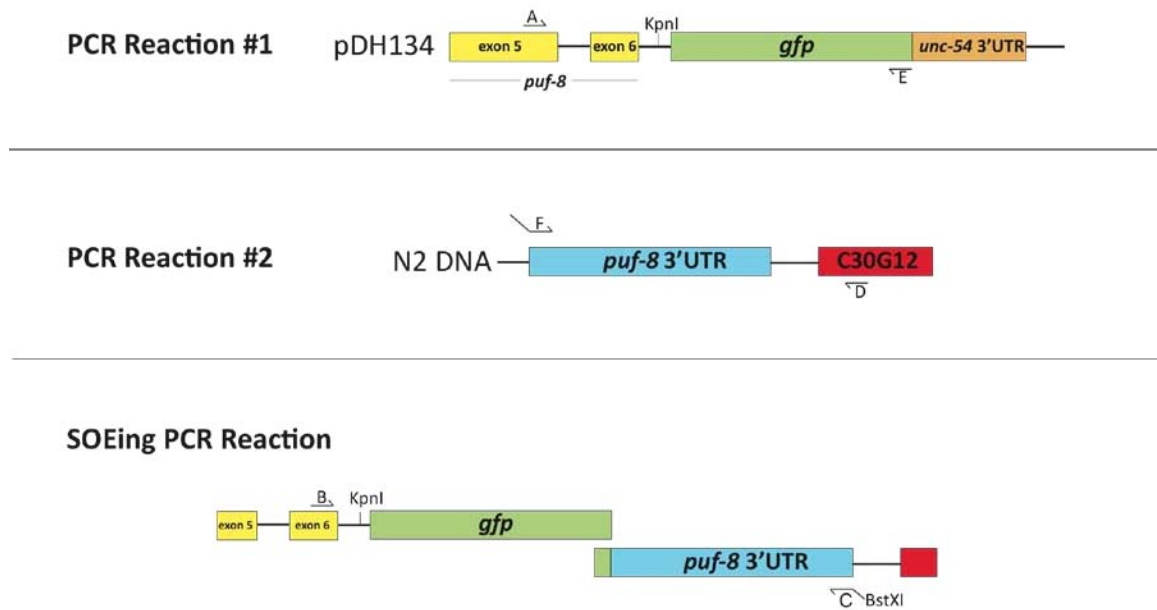 PCR Reaction #1
pDH134
A
exon 5
exon 6
KpnI
gfp
unc-54 3'UTR
puf-8
E
PCR Reaction #2
F
N2 DNA
puf-8 3'UTR
C30G12
D
SOEing PCR Reaction
exon 5
B
exon 6
KpnI
gfp
puf-8 3'UTR
C
BstXI